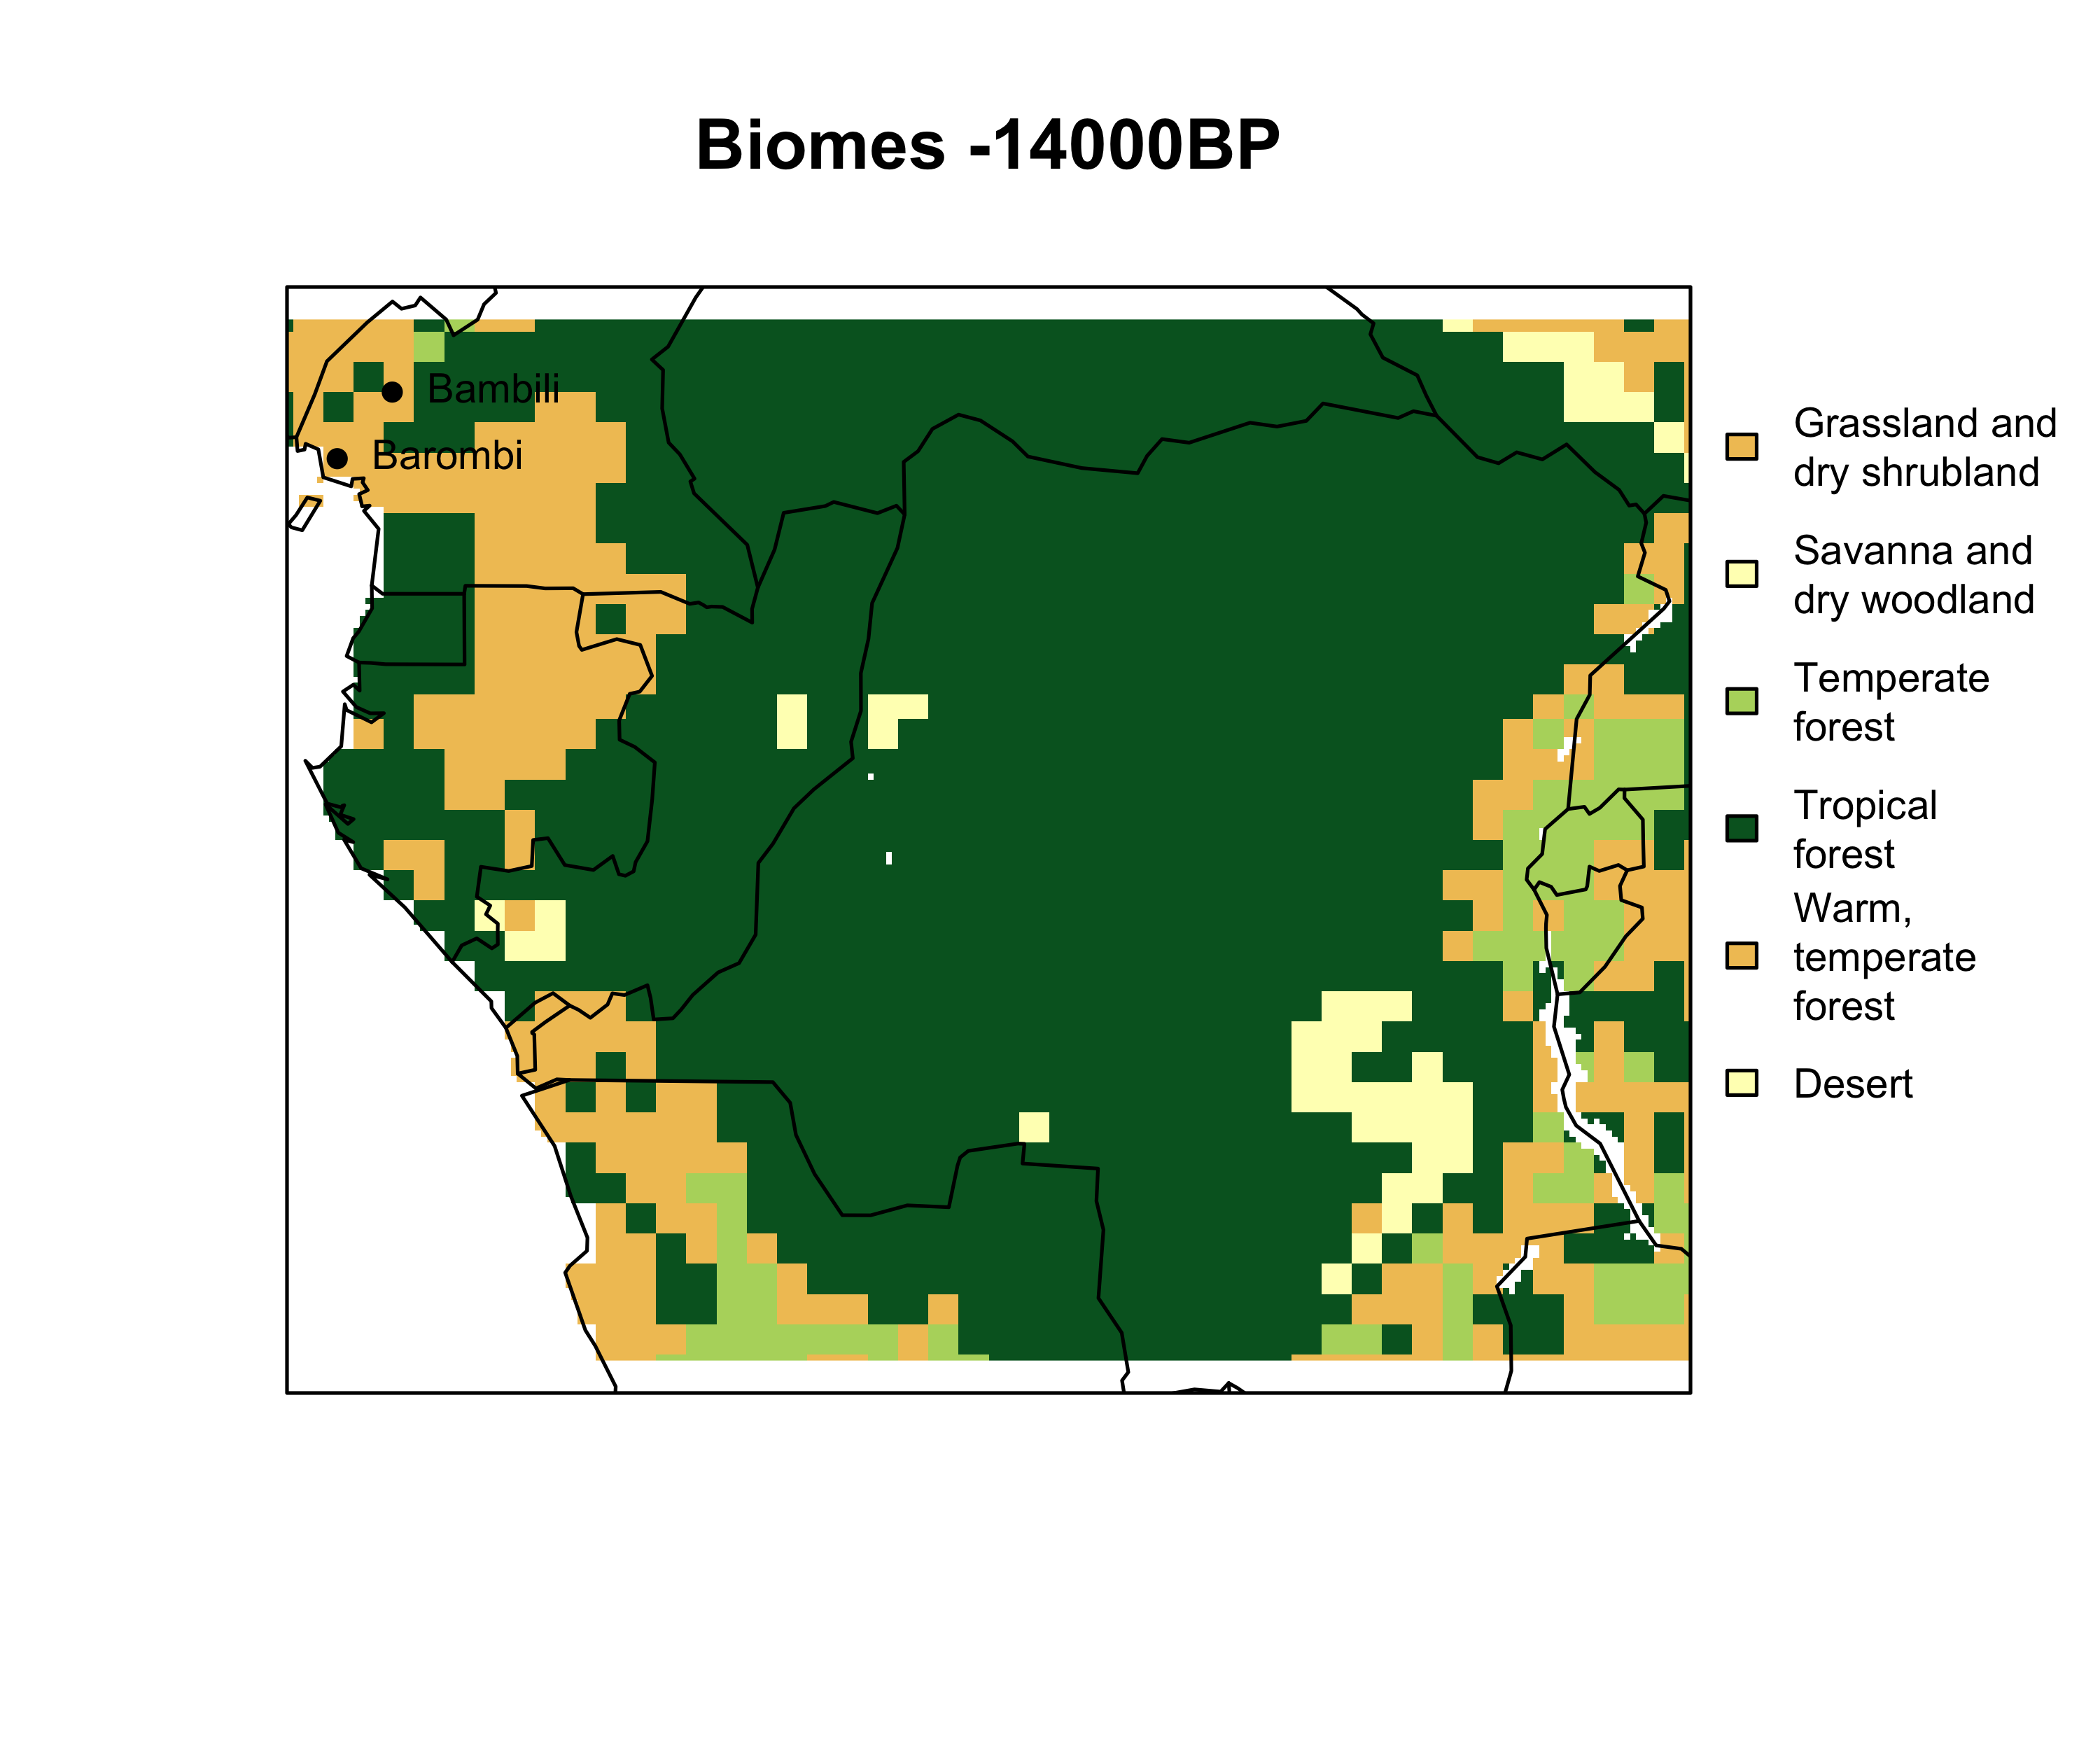 Biomes -14000BP
Bambili
Barombi
Grassland and
dry shrubland
Savanna and
dry woodland
Temperate
forest
Tropical
forest
Warm,
temperate
forest
Desert